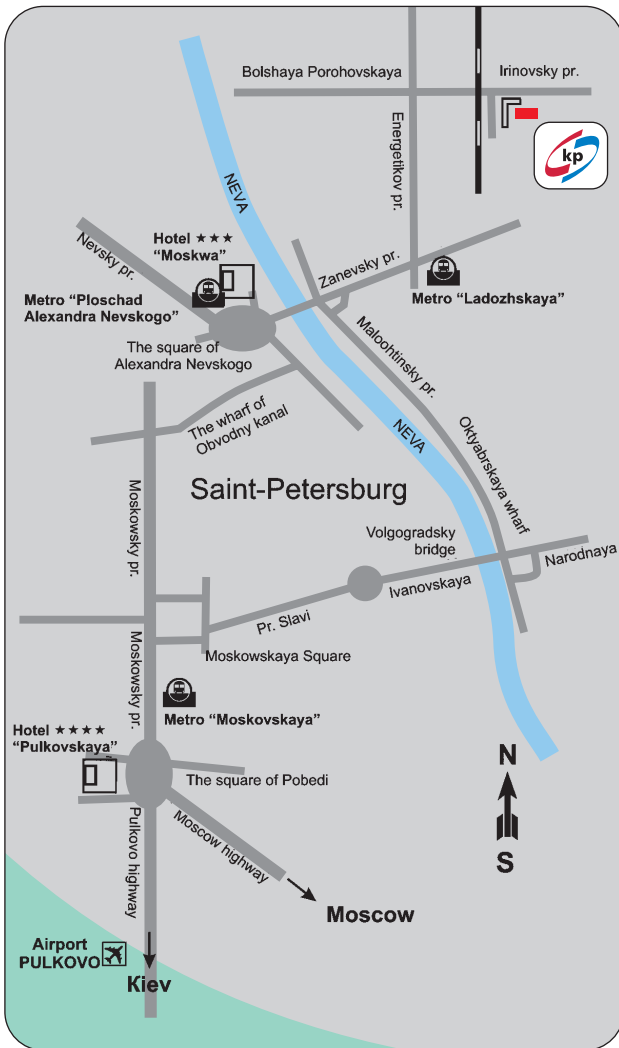 Bolshaya Porohovskaya
Irinovsky pr.
Energetikov pr.
kp
NEVA
Nevsky pr.
Hotel ★★★
"Moskwa"
Zanevsky pr.
Metro "Ploschad
Alexandra Nevskogo"
Metro "Ladozhskaya"
The square of
Alexandra Nevskogo
Maloohtinsky pr.
The wharf of
Obvodny kanal
NEVA
Oktyabrskaya wharf
Saint-Petersburg
Moskowsky pr.
Volgogradsky
bridge
Narodnaya
Ivanovskaya
Pr. Slavi
Moskowskaya Square
Moskowsky pr.
Metro "Moskovskaya"
Hotel ★★★★
"Pulkovskaya"
The square of Pobedi
N
S
Pulkovo highway
Moscow highway
Moscow
Airport
PULKOVO
Kiev